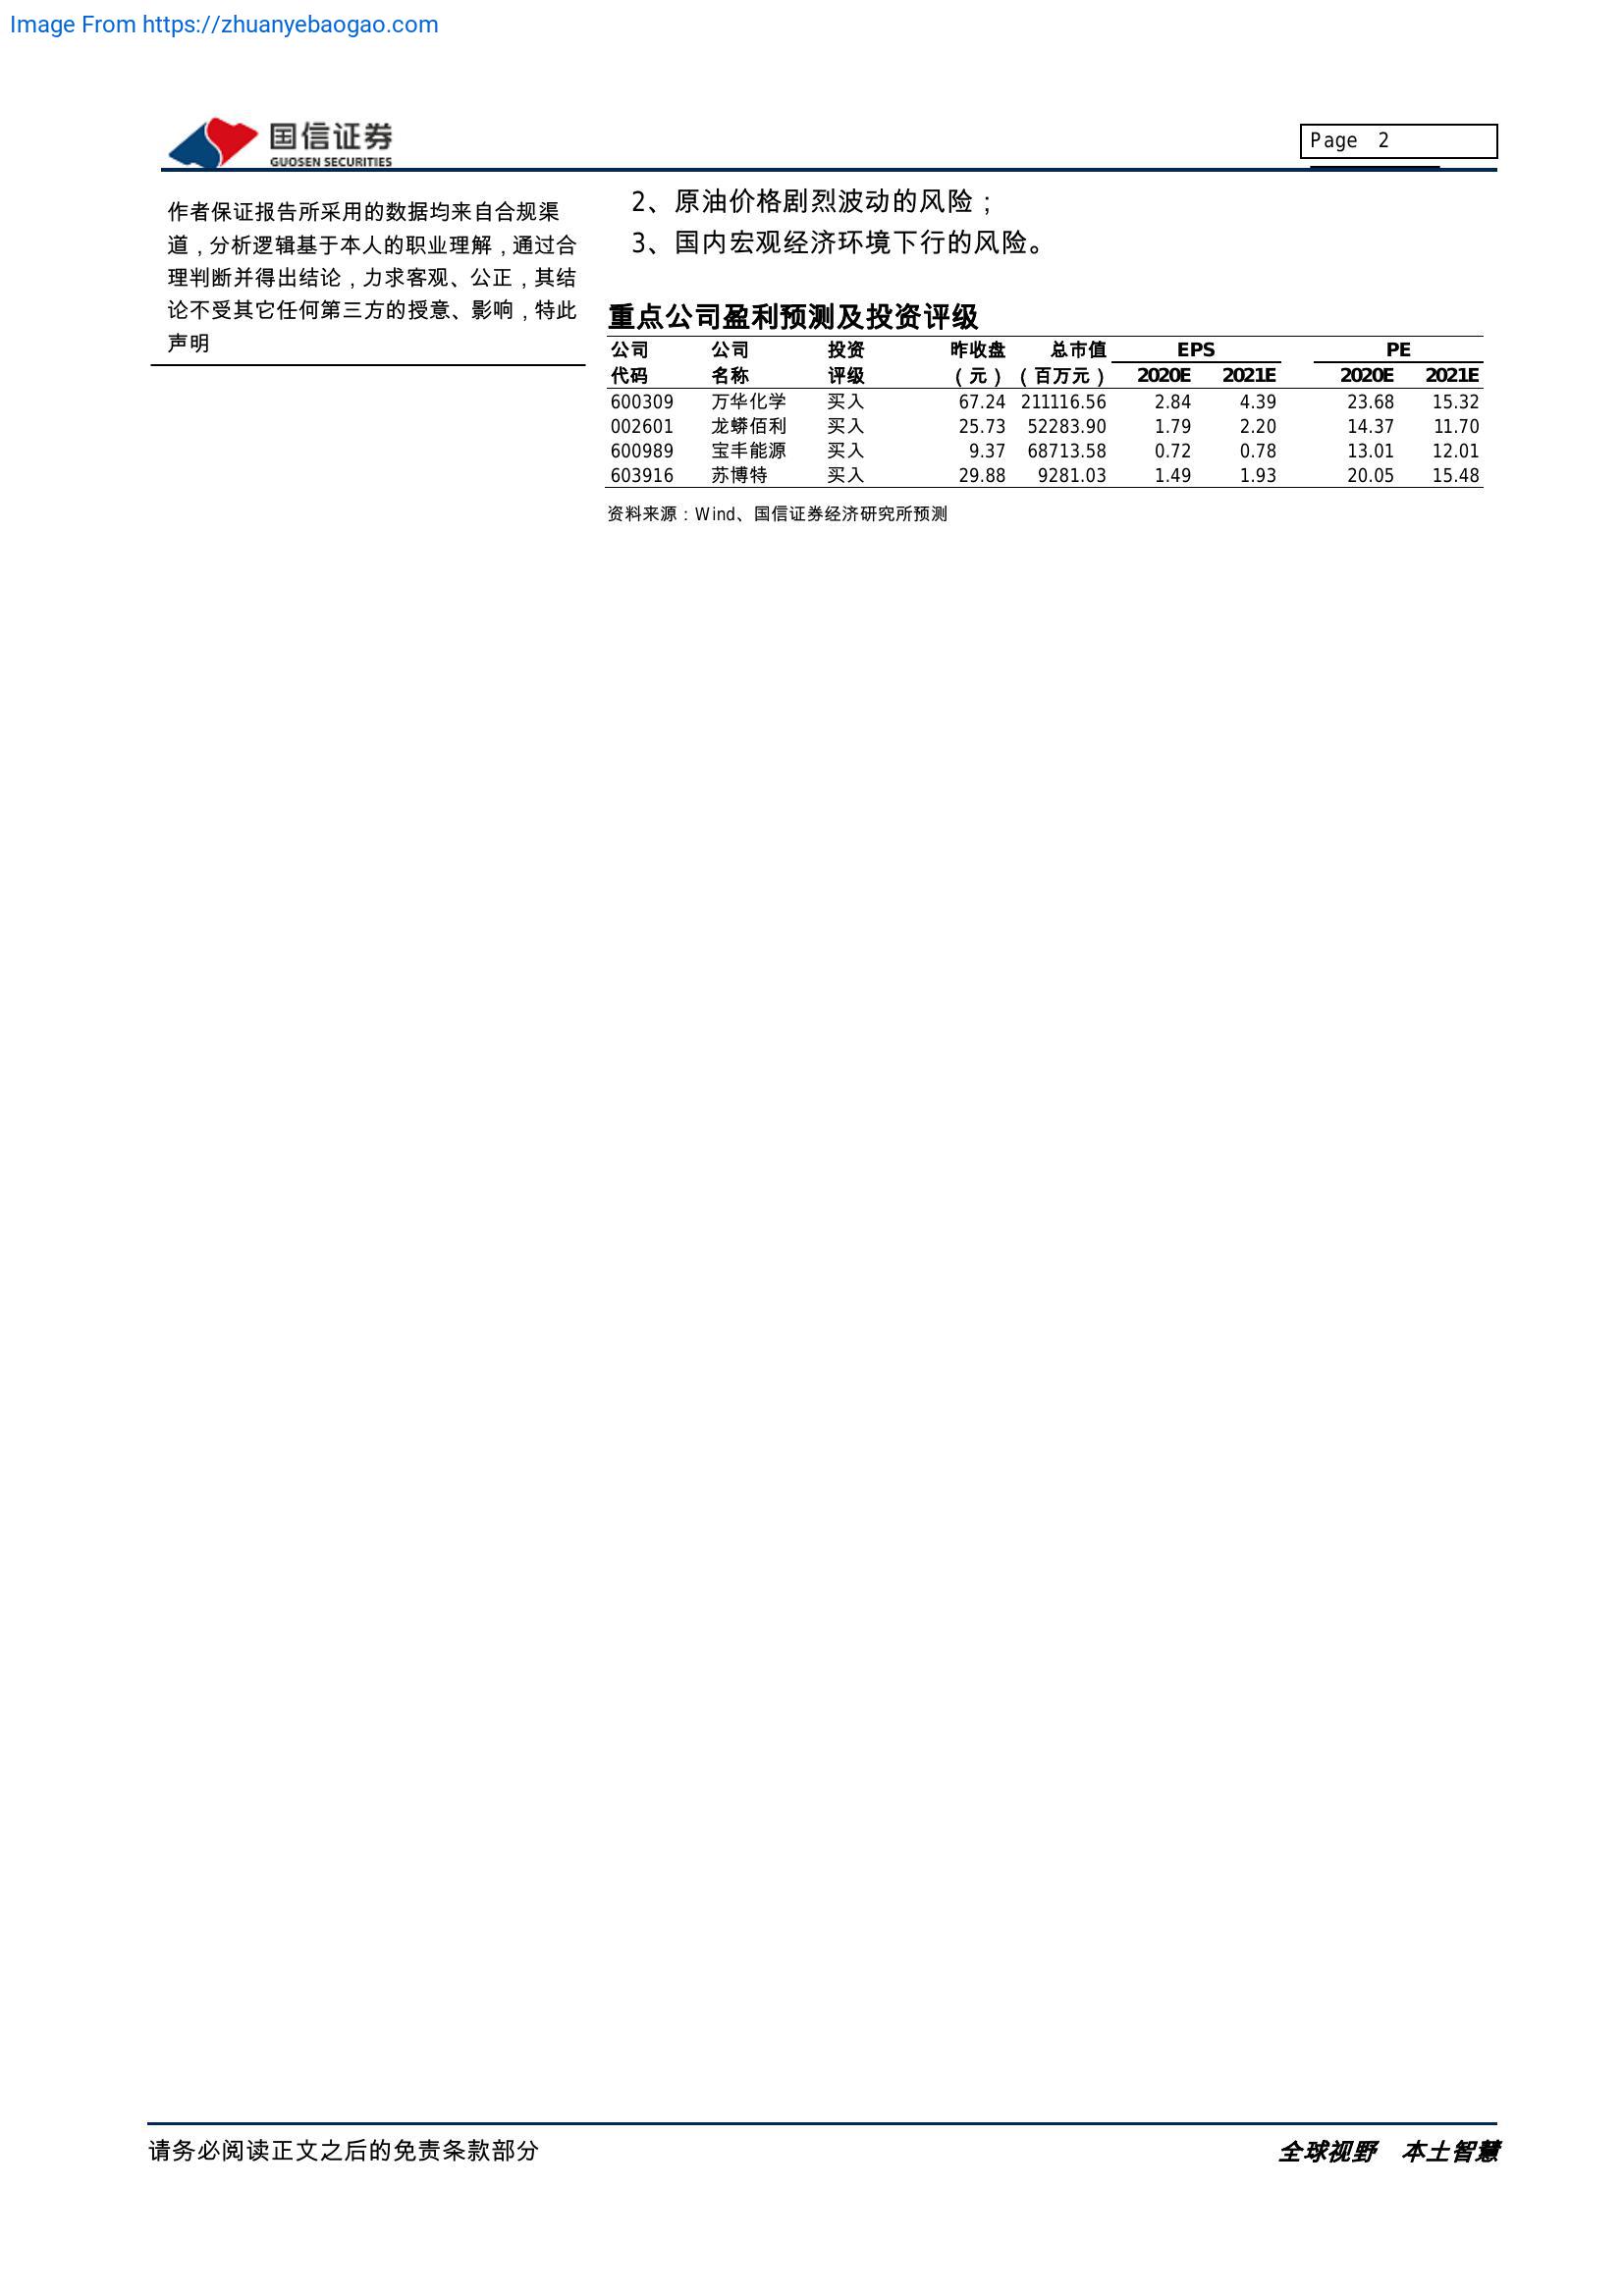 Image From https://zhuanyebaogao.com
国信证券
GUOSEN SECURITIES
Page 2
作者保证报告所采用的数据均来自合规渠
道，分析逻辑基于本人的职业理解，通过合
理判断并得出结论，力求客观、公正，其结
论不受其它任何第三方的授意、影响，特此
声明
2、原油价格剧烈波动的风险；
3、国内宏观经济环境下行的风险。
重点公司盈利预测及投资评级
公司 公司 投资 昨收盘 总市值 EPS PE
代码 名称 评级 （元） （百万元） 2020E 2021E 2020E 2021E
600309 万华化学 买入 67.24 211116.56 2.84 4.39 23.68 15.32
002601 龙蟒佰利 买入 25.73 52283.90 1.79 2.20 14.37 11.70
600989 宝丰能源 买入 9.37 68713.58 0.72 0.78 13.01 12.01
603916 苏博特 买入 29.88 9281.03 1.49 1.93 20.05 15.48
资料来源：Wind、国信证券经济研究所预测
请务必阅读正文之后的免责条款部分
全球视野 本土智慧